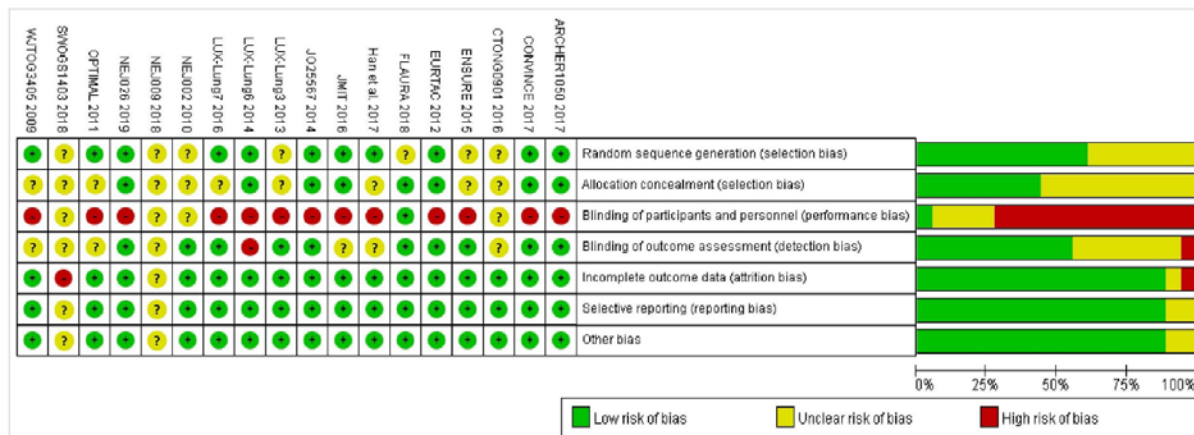 WJTOG3405 2009
SWOGS1403 2018
OPTIMAL 2011
NEJ026 2019
NEJ009 2018
NEJ002 2010
LUX-Lung7 2016
LUX-Lung6 2014
LUX-Lung3 2013
JO25567 2014
JMIT 2016
Han et al. 2017
FLAURA 2018
EURTAC 2012
ENSURE 2015
CTONG0901 2016
CONVINCE 2017
ARCHER1050 2017
+ ? + + ? ? + + ? + + + ? + ? ? + + Random sequence generation (selection bias)
? ? ? + ? ? ? + ? + + ? + + ? ? + + Allocation concealment (selection bias)
- ? - - ? ? - - - - - - + - - ? - - Blinding of participants and personnel (performance bias)
? ? ? + ? + + - + + ? ? + + + ? + + Blinding of outcome assessment (detection bias)
+ - + + ? + + + + + + + + + + + + + Incomplete outcome data (attrition bias)
+ ? + + ? + + + + + + + + + + + + + Selective reporting (reporting bias)
+ ? + + ? + + + + + + + + + + + + + Other bias
0% 25% 50% 75% 100%
Low risk of bias Unclear risk of bias High risk of bias